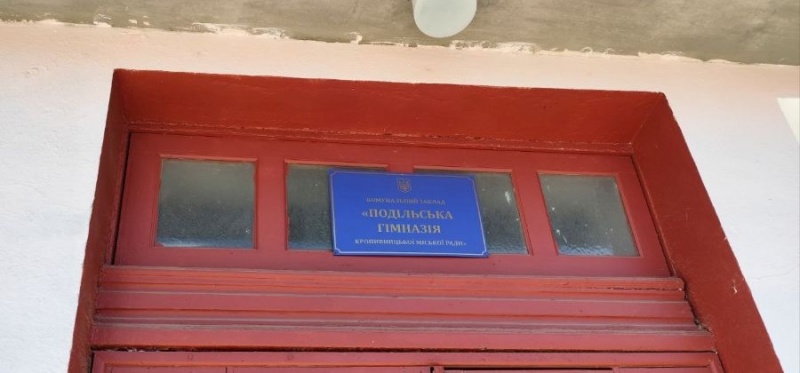 КОМУНАЛЬНИЙ ЗАКЛАД
«ПОДІЛЬСЬКА
ГІМНАЗІЯ
КРОПИВНИЦЬКОЇ МІСЬКОЇ РАДИ»